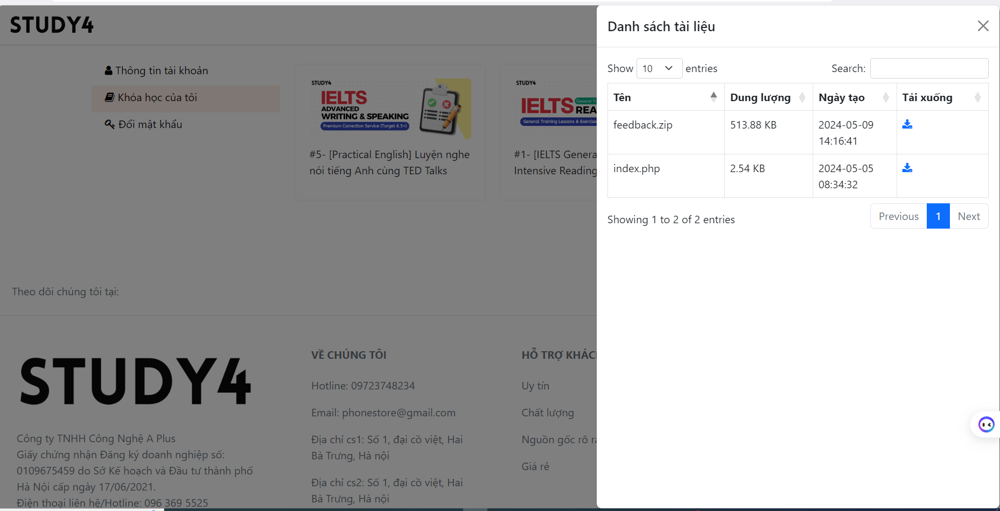 STUDY4
Thông tin tài khoản
Khóa học của tôi
Đổi mật khẩu
STUDY4
IELTS
ADVANCED
WRITING & SPEAKING
Premium Correction Service (Target 6.5+)
#5- [Practical English] Luyện nghe
nói tiếng Anh cùng TED Talks
STUDY4
IELTS
General Tr
REA
General Training Lessons & Exercises
#1- [IELTS Genera
Intensive Reading
Theo dõi chúng tôi tại:
STUDY4
Công ty TNHH Công Nghệ A Plus
Giấy chứng nhận Đăng ký doanh nghiệp số:
0109675459 do Sở Kế hoạch và Đầu tư thành phố
Hà Nội cấp ngày 17/06/2021.
Điện thoại liên hệ/Hotline: 096 369 5525
VỀ CHÚNG TÔI
Hotline: 09723748234
Email: phonestore@gmail.com
Địa chỉ cs1: Số 1, đại cồ việt, Hai
Bà Trưng, Hà nội
Địa chỉ cs2: Số 1, đại cồ việt, Hai
Bà Trưng, Hà nội
HỖ TRỢ KHÁCH
Uy tín
Chất lượng
Nguồn gốc rõ rà
Giá rẻ
Danh sách tài liệu
Show 10 entries
Search:
Tên Dung lượng Ngày tạo Tải xuống
feedback.zip 513.88 KB 2024-05-09
14:16:41
index.php 2.54 KB 2024-05-05
08:34:32
Showing 1 to 2 of 2 entries
Previous 1 Next